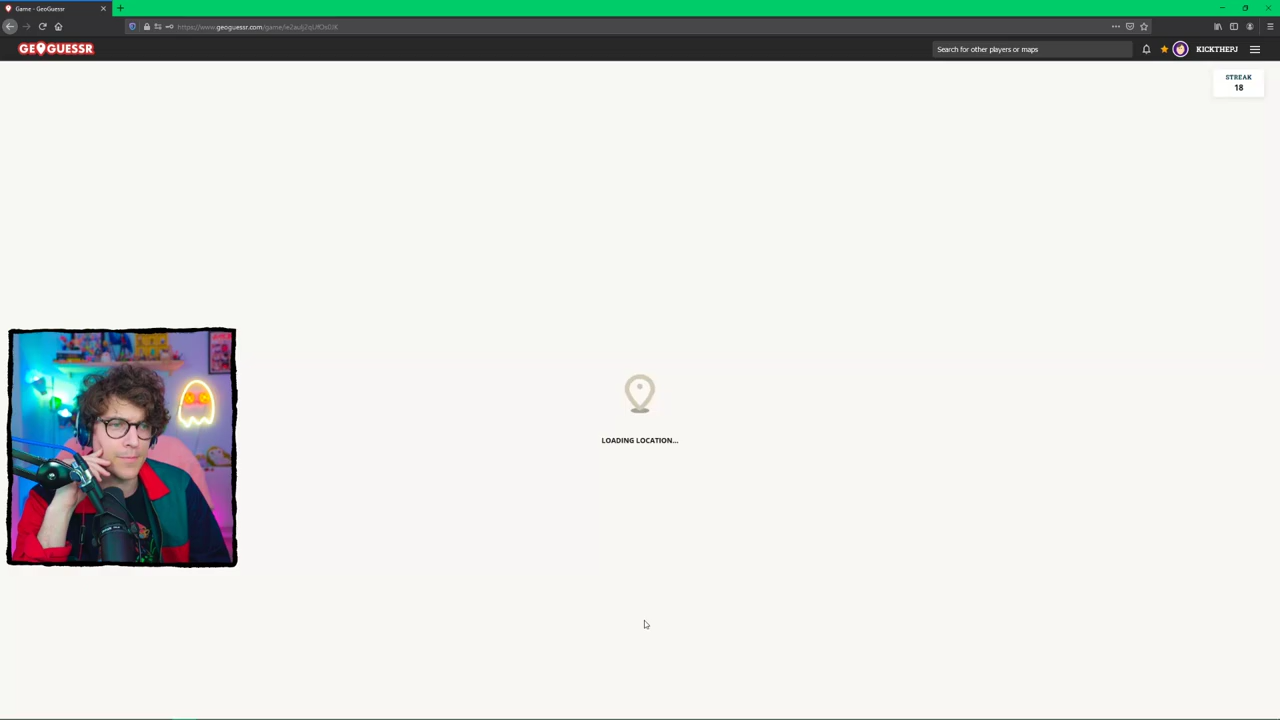 Game - GeoGuessr
GEOGUESSR
Search for other players or maps
KICKTHEPJ
STREAK
18
LOADING LOCATION...